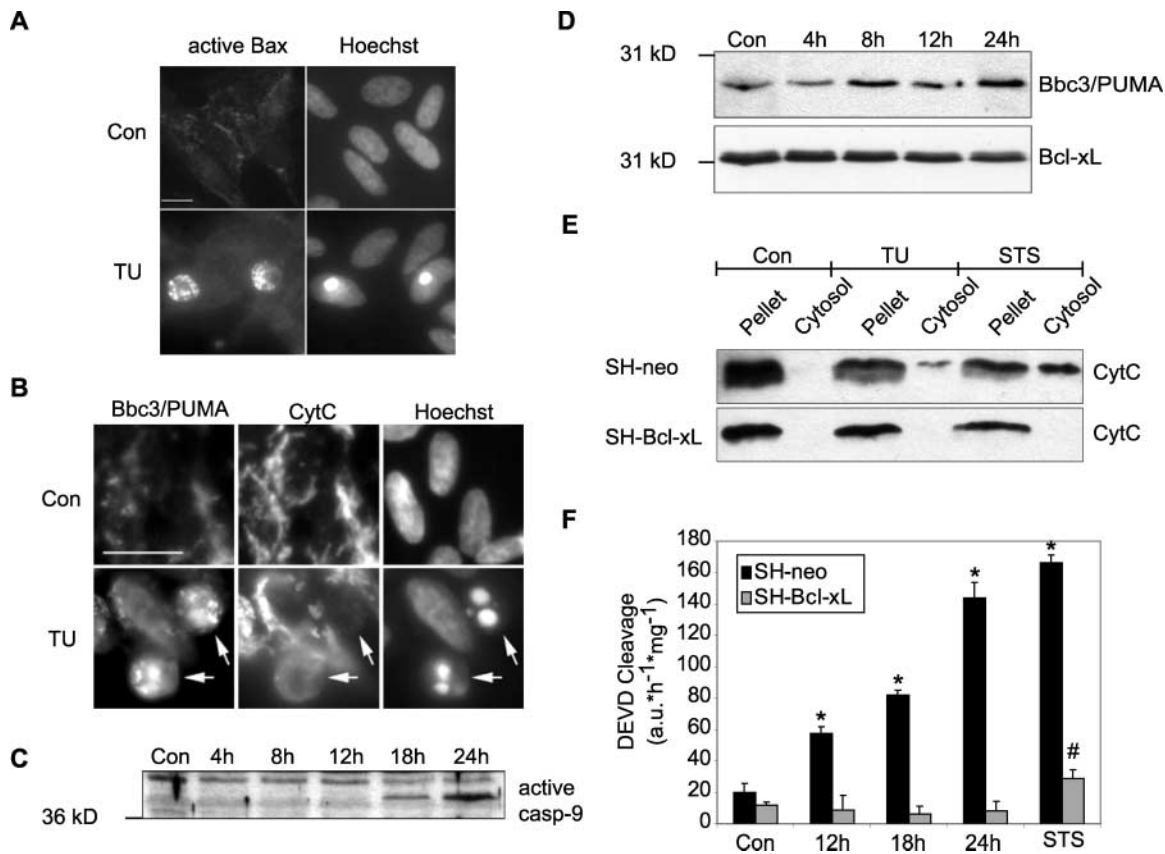 A
active Bax Hoechst
Con
TU
B
Bbc3/PUMA CytC Hoechst
Con
TU
C
Con 4h 8h 12h 18h 24h
active
casp-9
36 kD
D
Con 4h 8h 12h 24h
31 kD
Bbc3/PUMA
31 kD
Bcl-xL
E
Con TU STS
Pellet Cytosol Pellet Cytosol Pellet Cytosol
SH-neo CytC
SH-Bcl-xL CytC
F
DEVD Cleavage
(a.u.*h⁻¹*mg⁻¹)
180
160
140
120
100
80
60
40
20
0
SH-neo
SH-Bcl-xL
* * * * #
Con 12h 18h 24h STS